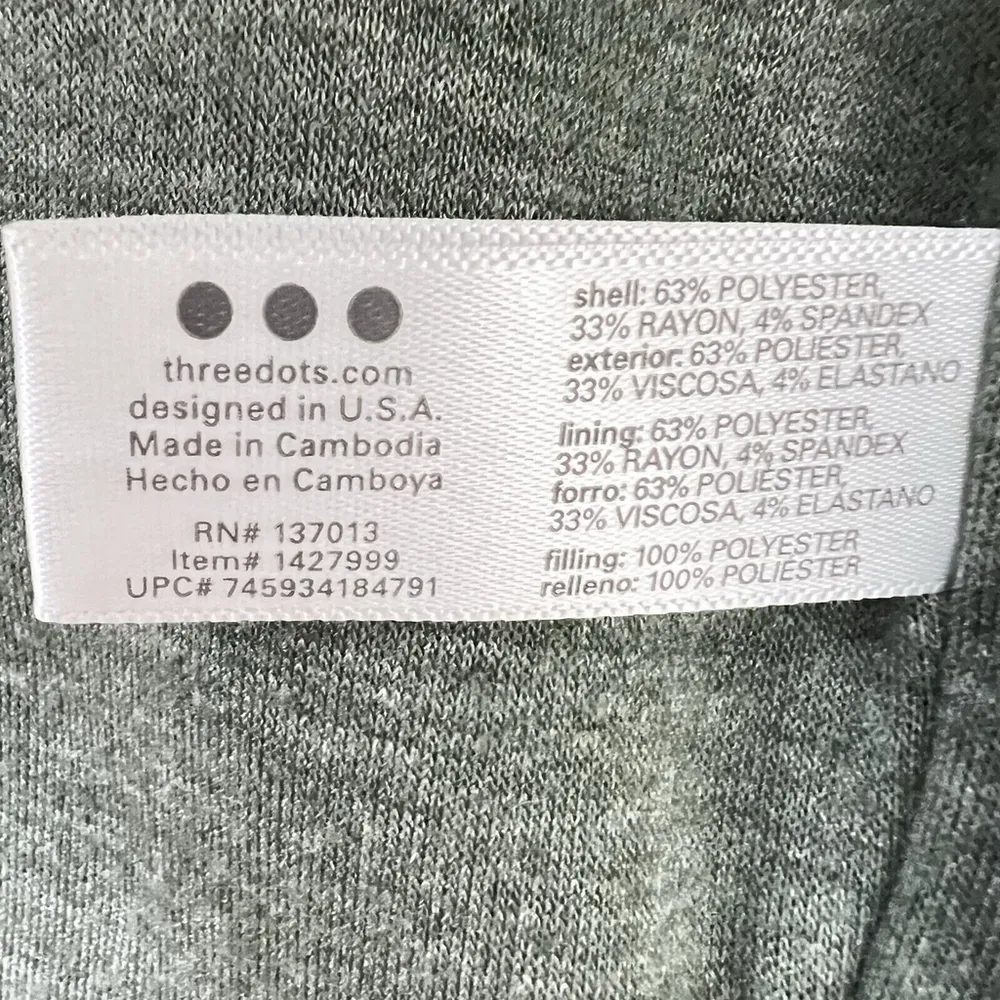 threedots.com
designed in U.S.A.
Made in Cambodia
Hecho en Camboya
RN# 137013
Item# 1427999
UPC# 745934184791
shell: 63% POLYESTER,
33% RAYON, 4% SPANDEX
exterior: 63% POLIESTER,
33% VISCOSA, 4% ELASTANO
lining: 63% POLYESTER,
33% RAYON, 4% SPANDEX
forro: 63% POLIESTER,
33% VISCOSA, 4% ELASTANO
filling: 100% POLYESTER
relleno: 100% POLIESTER